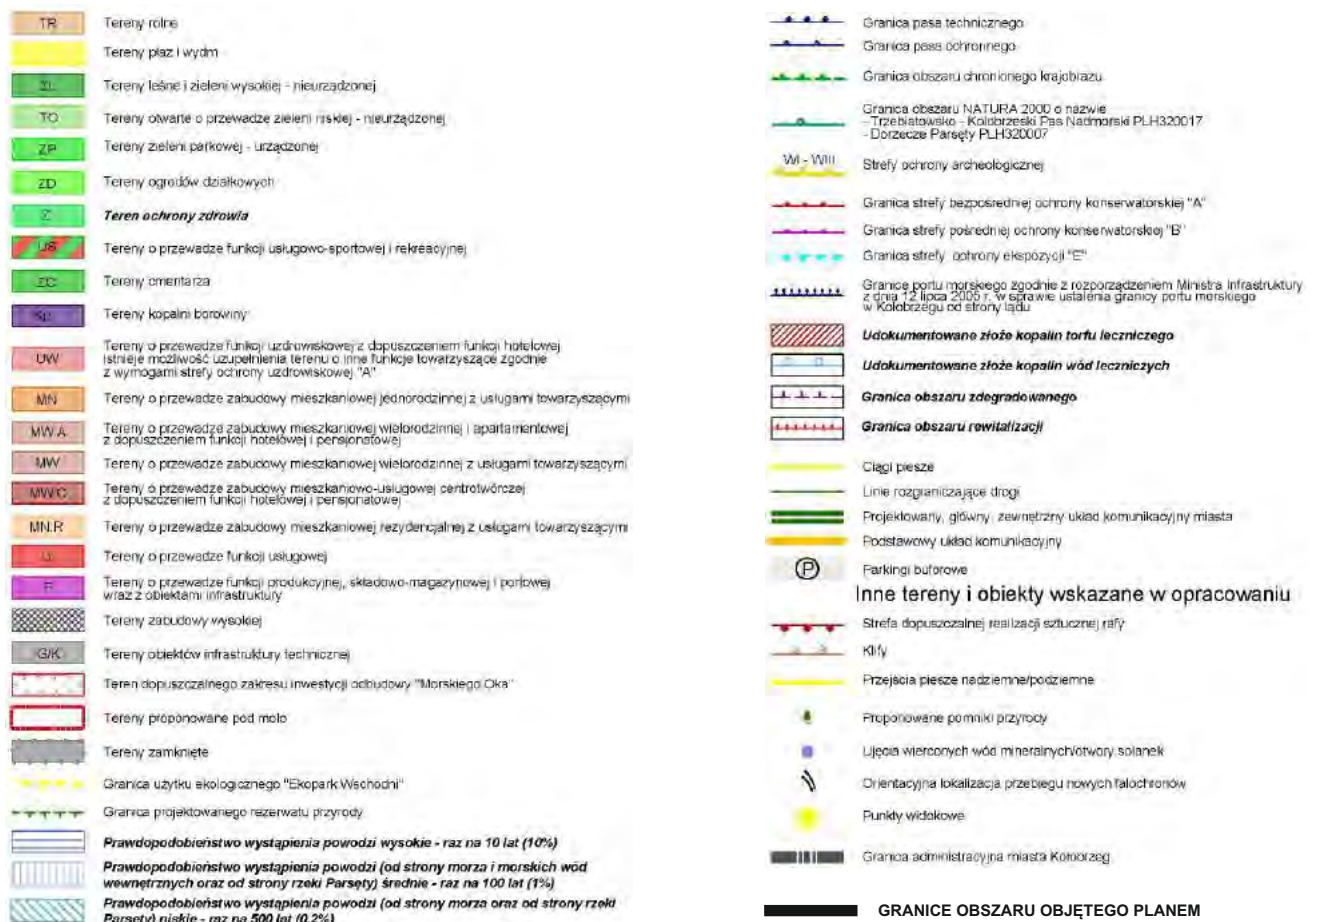 TR Tereny rolne
Tereny plaż i wydm
ZL Tereny leśne i zieleni wysokiej - nieurządzonej
TO Tereny otwarte o przewadze zieleni niskiej - nieurządzonej
ZP Tereny zieleni parkowej - urządzonej
ZD Tereny ogrodów działkowych
Z Teren ochrony zdrowia
US Tereny o przewadze funkcji usługowo-sportowej i rekreacyjnej
ZC Tereny cmentarza
Tereny kopalni borowiny
UW Tereny o przewadze funkcji uzdrowiskowej z dopuszczeniem funkcji hotelowej
istnieje możliwość uzupełnienia terenu o inne funkcje towarzyszące zgodnie
z wymogami strefy ochrony uzdrowiskowej "A"
MN Tereny o przewadze zabudowy mieszkaniowej jednorodzinnej z usługami towarzyszącymi
MW.A Tereny o przewadze zabudowy mieszkaniowej wielorodzinnej i apartamentowej
z dopuszczeniem funkcji hotelowej i pensjonatowej
MW Tereny o przewadze zabudowy mieszkaniowej wielorodzinnej z usługami towarzyszącymi
MW.C Tereny o przewadze zabudowy mieszkaniowo-usługowej centrotwórczej
z dopuszczeniem funkcji hotelowej i pensjonatowej
MN.R Tereny o przewadze zabudowy mieszkaniowej rezydencjalnej z usługami towarzyszącymi
U Tereny o przewadze funkcji usługowej
P Tereny o przewadze funkcji produkcyjnej, składowo-magazynowej i portowej
wraz z obiektami infrastruktury
Tereny zabudowy wysokiej
G/K Tereny obiektów infrastruktury technicznej
Teren dopuszczalnego zakresu inwestycji odbudowy "Morskiego Oka"
Tereny proponowane pod molo
Tereny zamknięte
Granica użytku ekologicznego "Ekopark Wschodni"
Granica projektowanego rezerwatu przyrody
Prawdopodobieństwo wystąpienia powodzi wysokie - raz na 10 lat (10%)
Prawdopodobieństwo wystąpienia powodzi (od strony morza i morskich wód
wewnętrznych oraz od strony rzeki Parsęty) średnie - raz na 100 lat (1%)
Prawdopodobieństwo wystąpienia powodzi (od strony morza oraz od strony rzeki
Parsęty) niskie - raz na 500 lat (0,2%)
Granica pasa technicznego
Granica pasa ochronnego
Granica obszaru chronionego krajobrazu
Granica obszaru NATURA 2000 o nazwie
- Trzebiatowsko - Kołobrzeski Pas Nadmorski PLH320017
- Dorzecze Parsęty PLH320007
WI - WIII Strefy ochrony archeologicznej
Granica strefy bezpośredniej ochrony konserwatorskiej "A"
Granica strefy pośredniej ochrony konserwatorskiej "B"
Granica strefy ochrony ekspozycji "E"
Granice portu morskiego zgodnie z rozporządzeniem Ministra Infrastruktury
z dnia 12 lipca 2005 r. w sprawie ustalenia granicy portu morskiego
w Kołobrzegu od strony lądu
Udokumentowane złoże kopalin torfu leczniczego
Udokumentowane złoże kopalin wód leczniczych
Granica obszaru zdegradowanego
Granica obszaru rewitalizacji
Ciągi piesze
Linie rozgraniczające drogi
Projektowany, główny, zewnętrzny układ komunikacyjny miasta
Podstawowy układ komunikacyjny
P Parkingi buforowe
Inne tereny i obiekty wskazane w opracowaniu
Strefa dopuszczalnej realizacji sztucznej rafy
Klify
Przejścia piesze nadziemne/podziemne
Proponowane pomniki przyrody
Ujęcia wierconych wód mineralnych/otwory solanek
Orientacyjna lokalizacja przebiegu nowych falochronów
Punkty widokowe
Granica administracyjna miasta Kołobrzeg
GRANICE OBSZARU OBJĘTEGO PLANEM